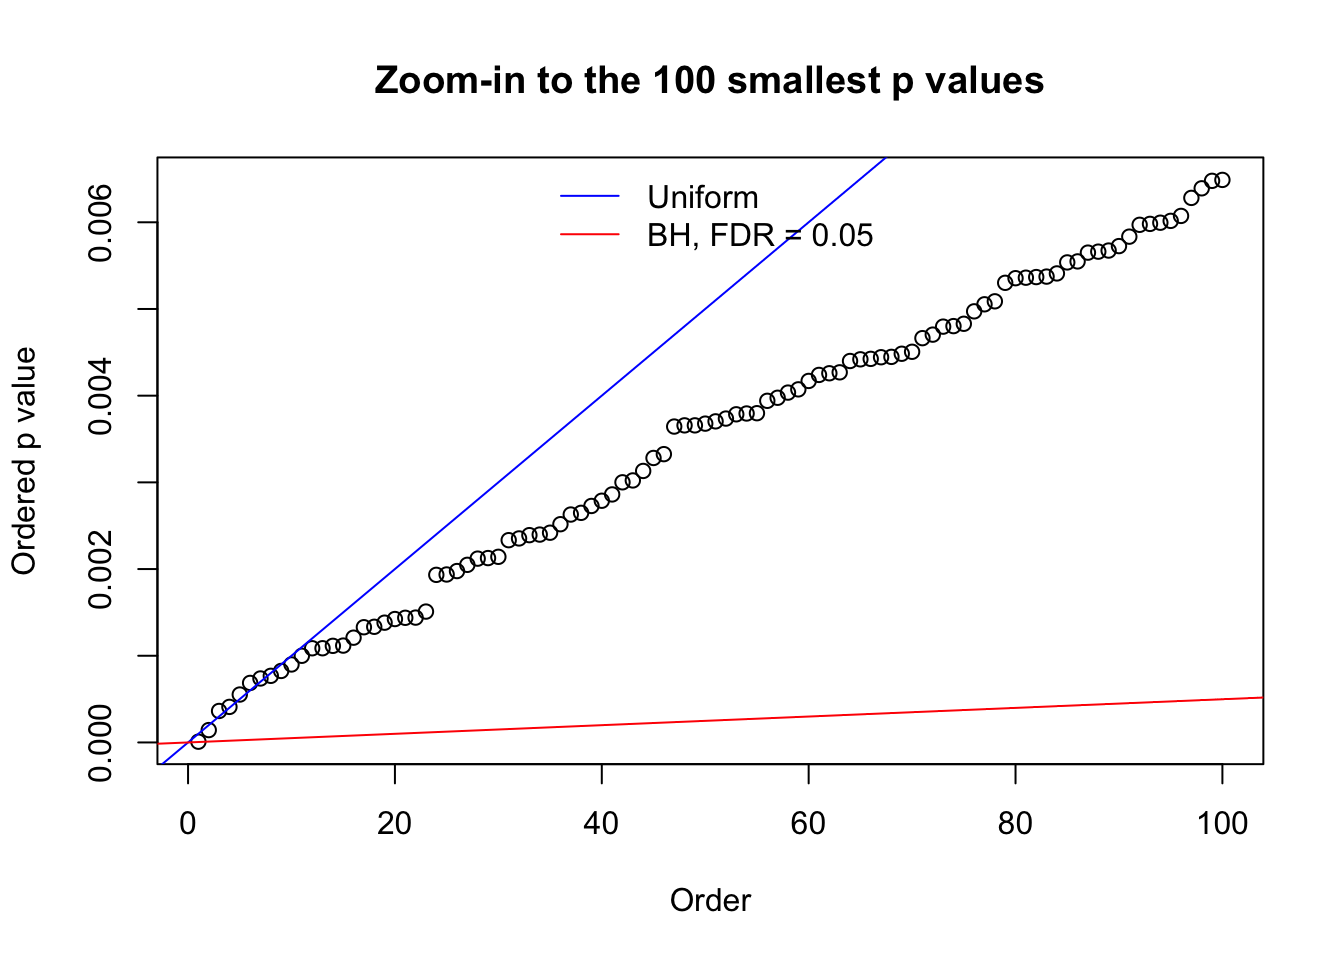 Zoom-in to the 100 smallest p values
Uniform
BH, FDR = 0.05
Ordered p value
0.000
0.002
0.004
0.006
0
20
40
60
80
100
Order